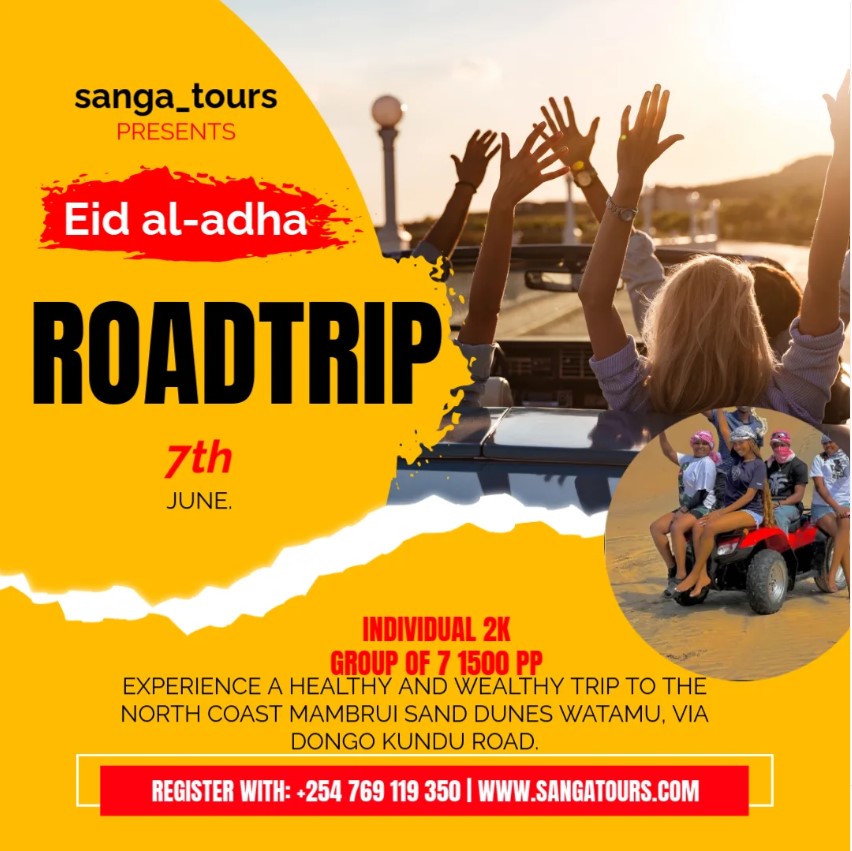 sanga_tours
PRESENTS
Eid al-adha
ROADTRIP
7th
JUNE.
INDIVIDUAL 2K
GROUP OF 7 1500 PP
EXPERIENCE A HEALTHY AND WEALTHY TRIP TO THE
NORTH COAST MAMBRUI SAND DUNES WATAMU, VIA
DONGO KUNDU ROAD.
REGISTER WITH: +254 769 119 350 | WWW.SANGATOURS.COM